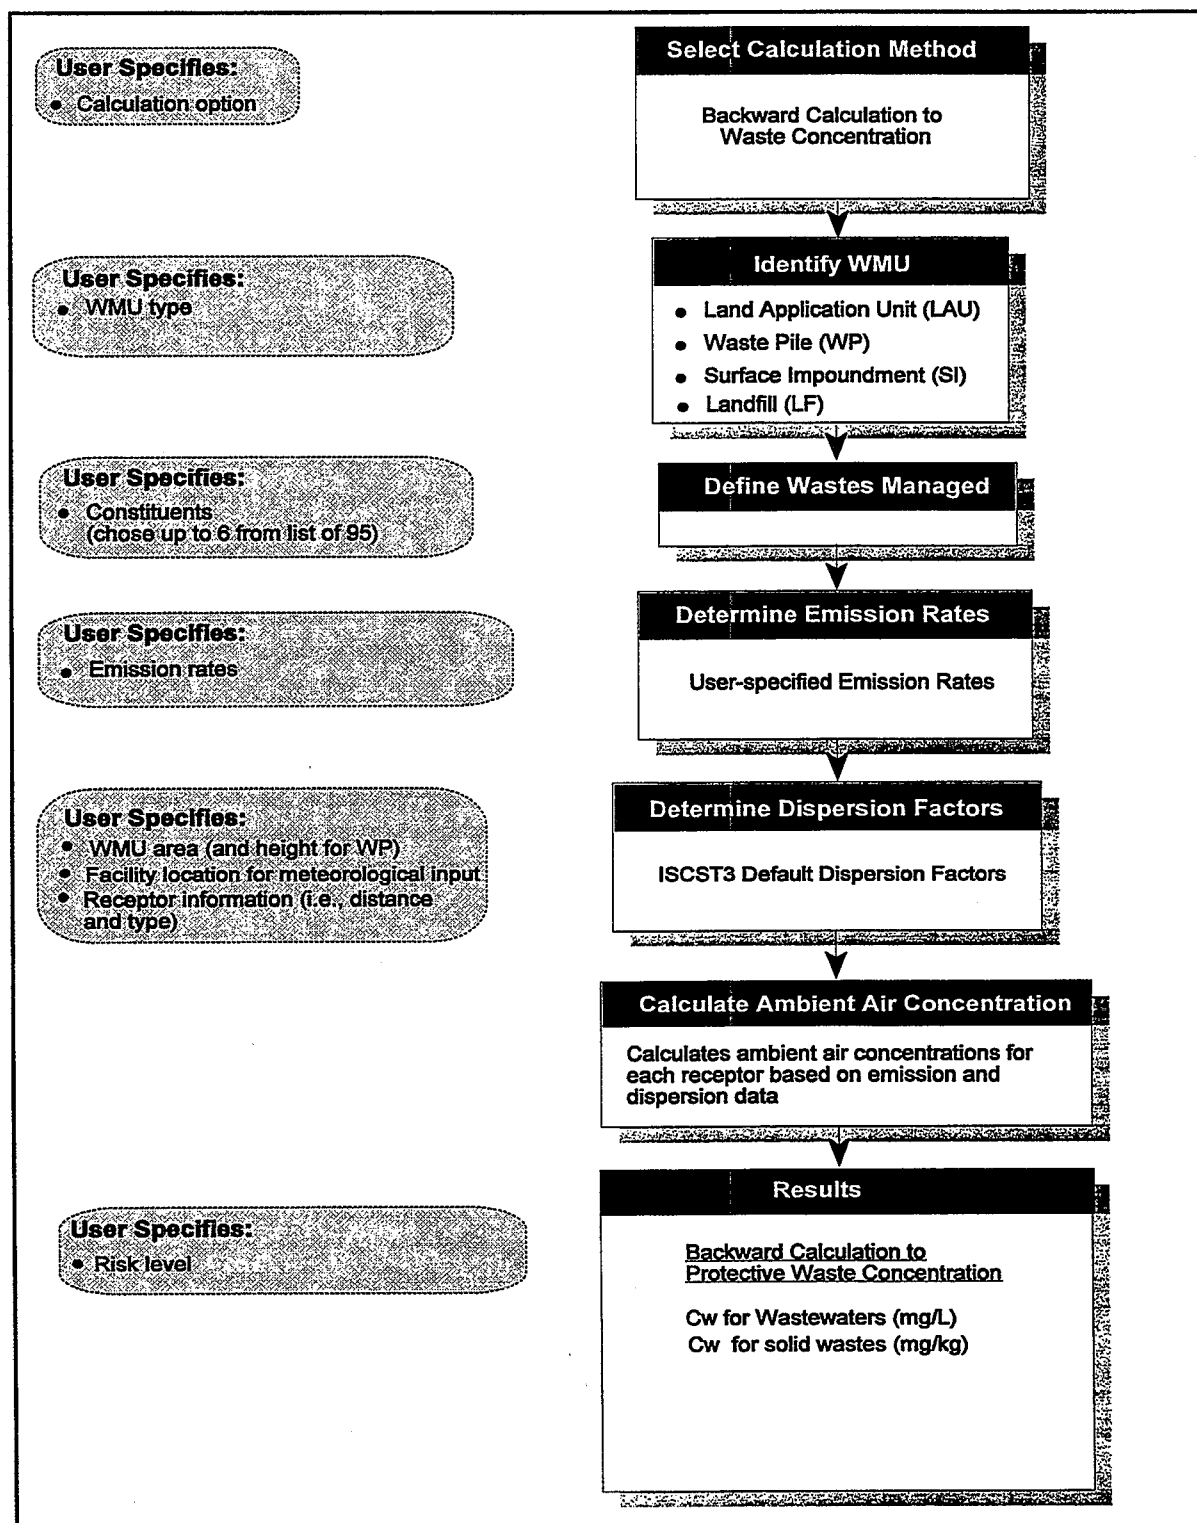 User Specifies:
• Calculation option
Select Calculation Method
Backward Calculation to
Waste Concentration
User Specifies:
• WMU type
Identify WMU
• Land Application Unit (LAU)
• Waste Pile (WP)
• Surface Impoundment (SI)
• Landfill (LF)
User Specifies:
• Constituents
(chose up to 6 from list of 95)
Define Wastes Managed
User Specifies:
• Emission rates
Determine Emission Rates
User-specified Emission Rates
User Specifies:
• WMU area (and height for WP)
• Facility location for meteorological input
• Receptor information (i.e., distance
and type)
Determine Dispersion Factors
ISCST3 Default Dispersion Factors
Calculate Ambient Air Concentration
Calculates ambient air concentrations for
each receptor based on emission and
dispersion data
User Specifies:
• Risk level
Results
Backward Calculation to
Protective Waste Concentration
Cw for Wastewaters (mg/L)
Cw for solid wastes (mg/kg)